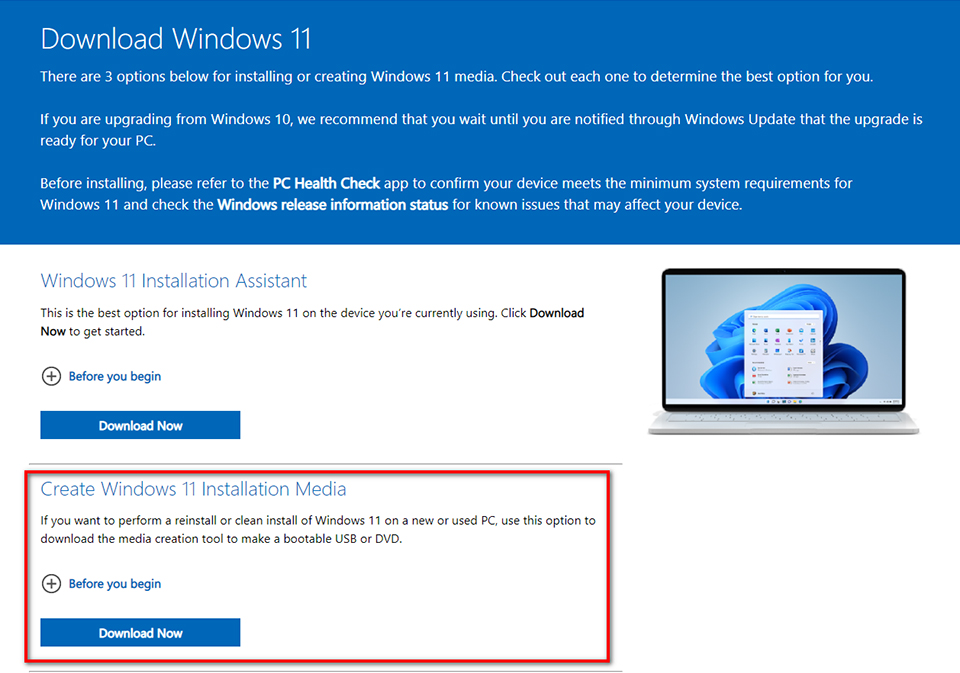 Download Windows 11
There are 3 options below for installing or creating Windows 11 media. Check out each one to determine the best option for you.
If you are upgrading from Windows 10, we recommend that you wait until you are notified through Windows Update that the upgrade is
ready for your PC.
Before installing, please refer to the PC Health Check app to confirm your device meets the minimum system requirements for
Windows 11 and check the Windows release information status for known issues that may affect your device.
Windows 11 Installation Assistant
This is the best option for installing Windows 11 on the device you're currently using. Click Download
Now to get started.
Before you begin
Download Now
Create Windows 11 Installation Media
If you want to perform a reinstall or clean install of Windows 11 on a new or used PC, use this option to
download the media creation tool to make a bootable USB or DVD.
Before you begin
Download Now